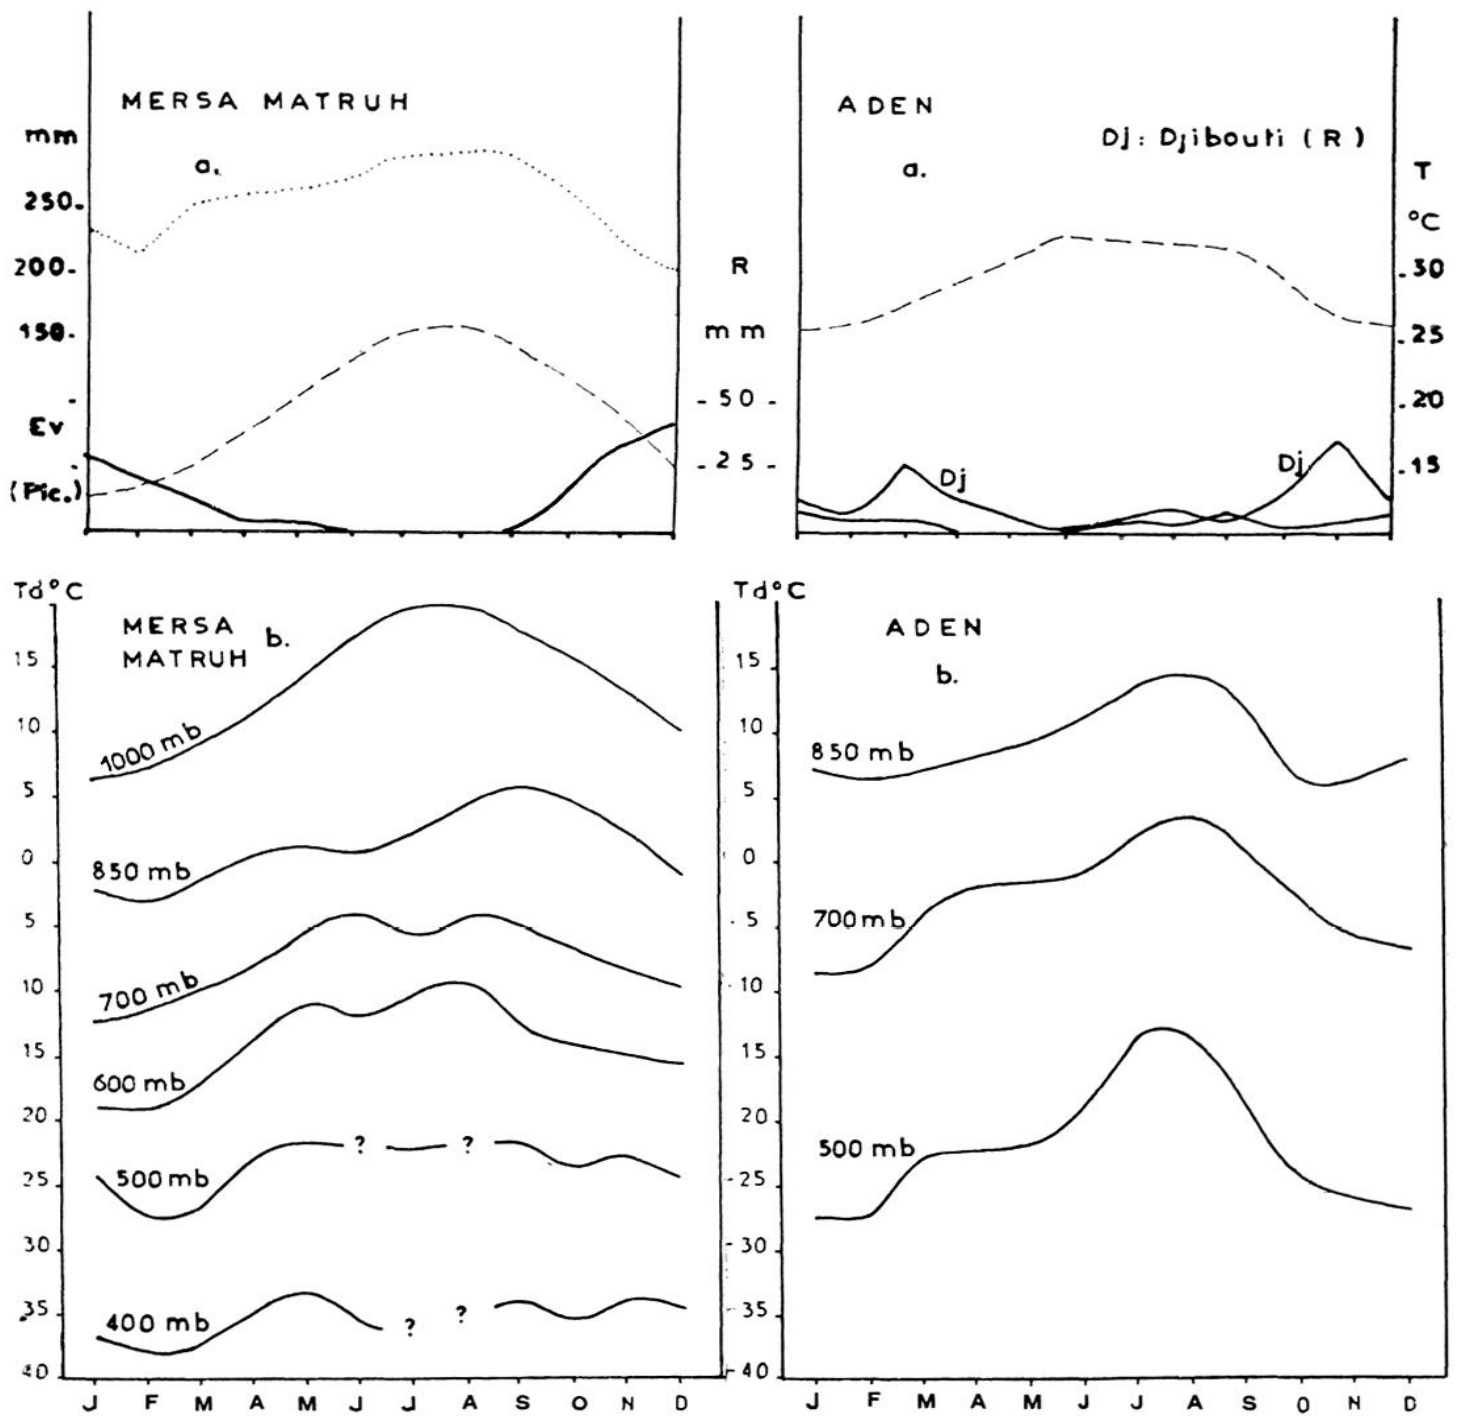 MERSA MATRUH
a.
mm
250
200
150
Ev
(Pic.)
R
mm
50
25
ADEN
Dj: Djibouti (R)
a.
T
°C
30
25
20
15
Dj
Dj
Td°C
MERSA
MATRUH
b.
15
10
5
0
5
10
15
20
25
30
35
40
1000 mb
850 mb
700 mb
600 mb
500 mb
? ?
400 mb
? ?
J F M A M J J A S O N D
Td°C
ADEN
b.
15
10
5
0
-5
-10
15
20
-25
-30
-35
-40
850 mb
700 mb
500 mb
J F M A M J J A S O N D